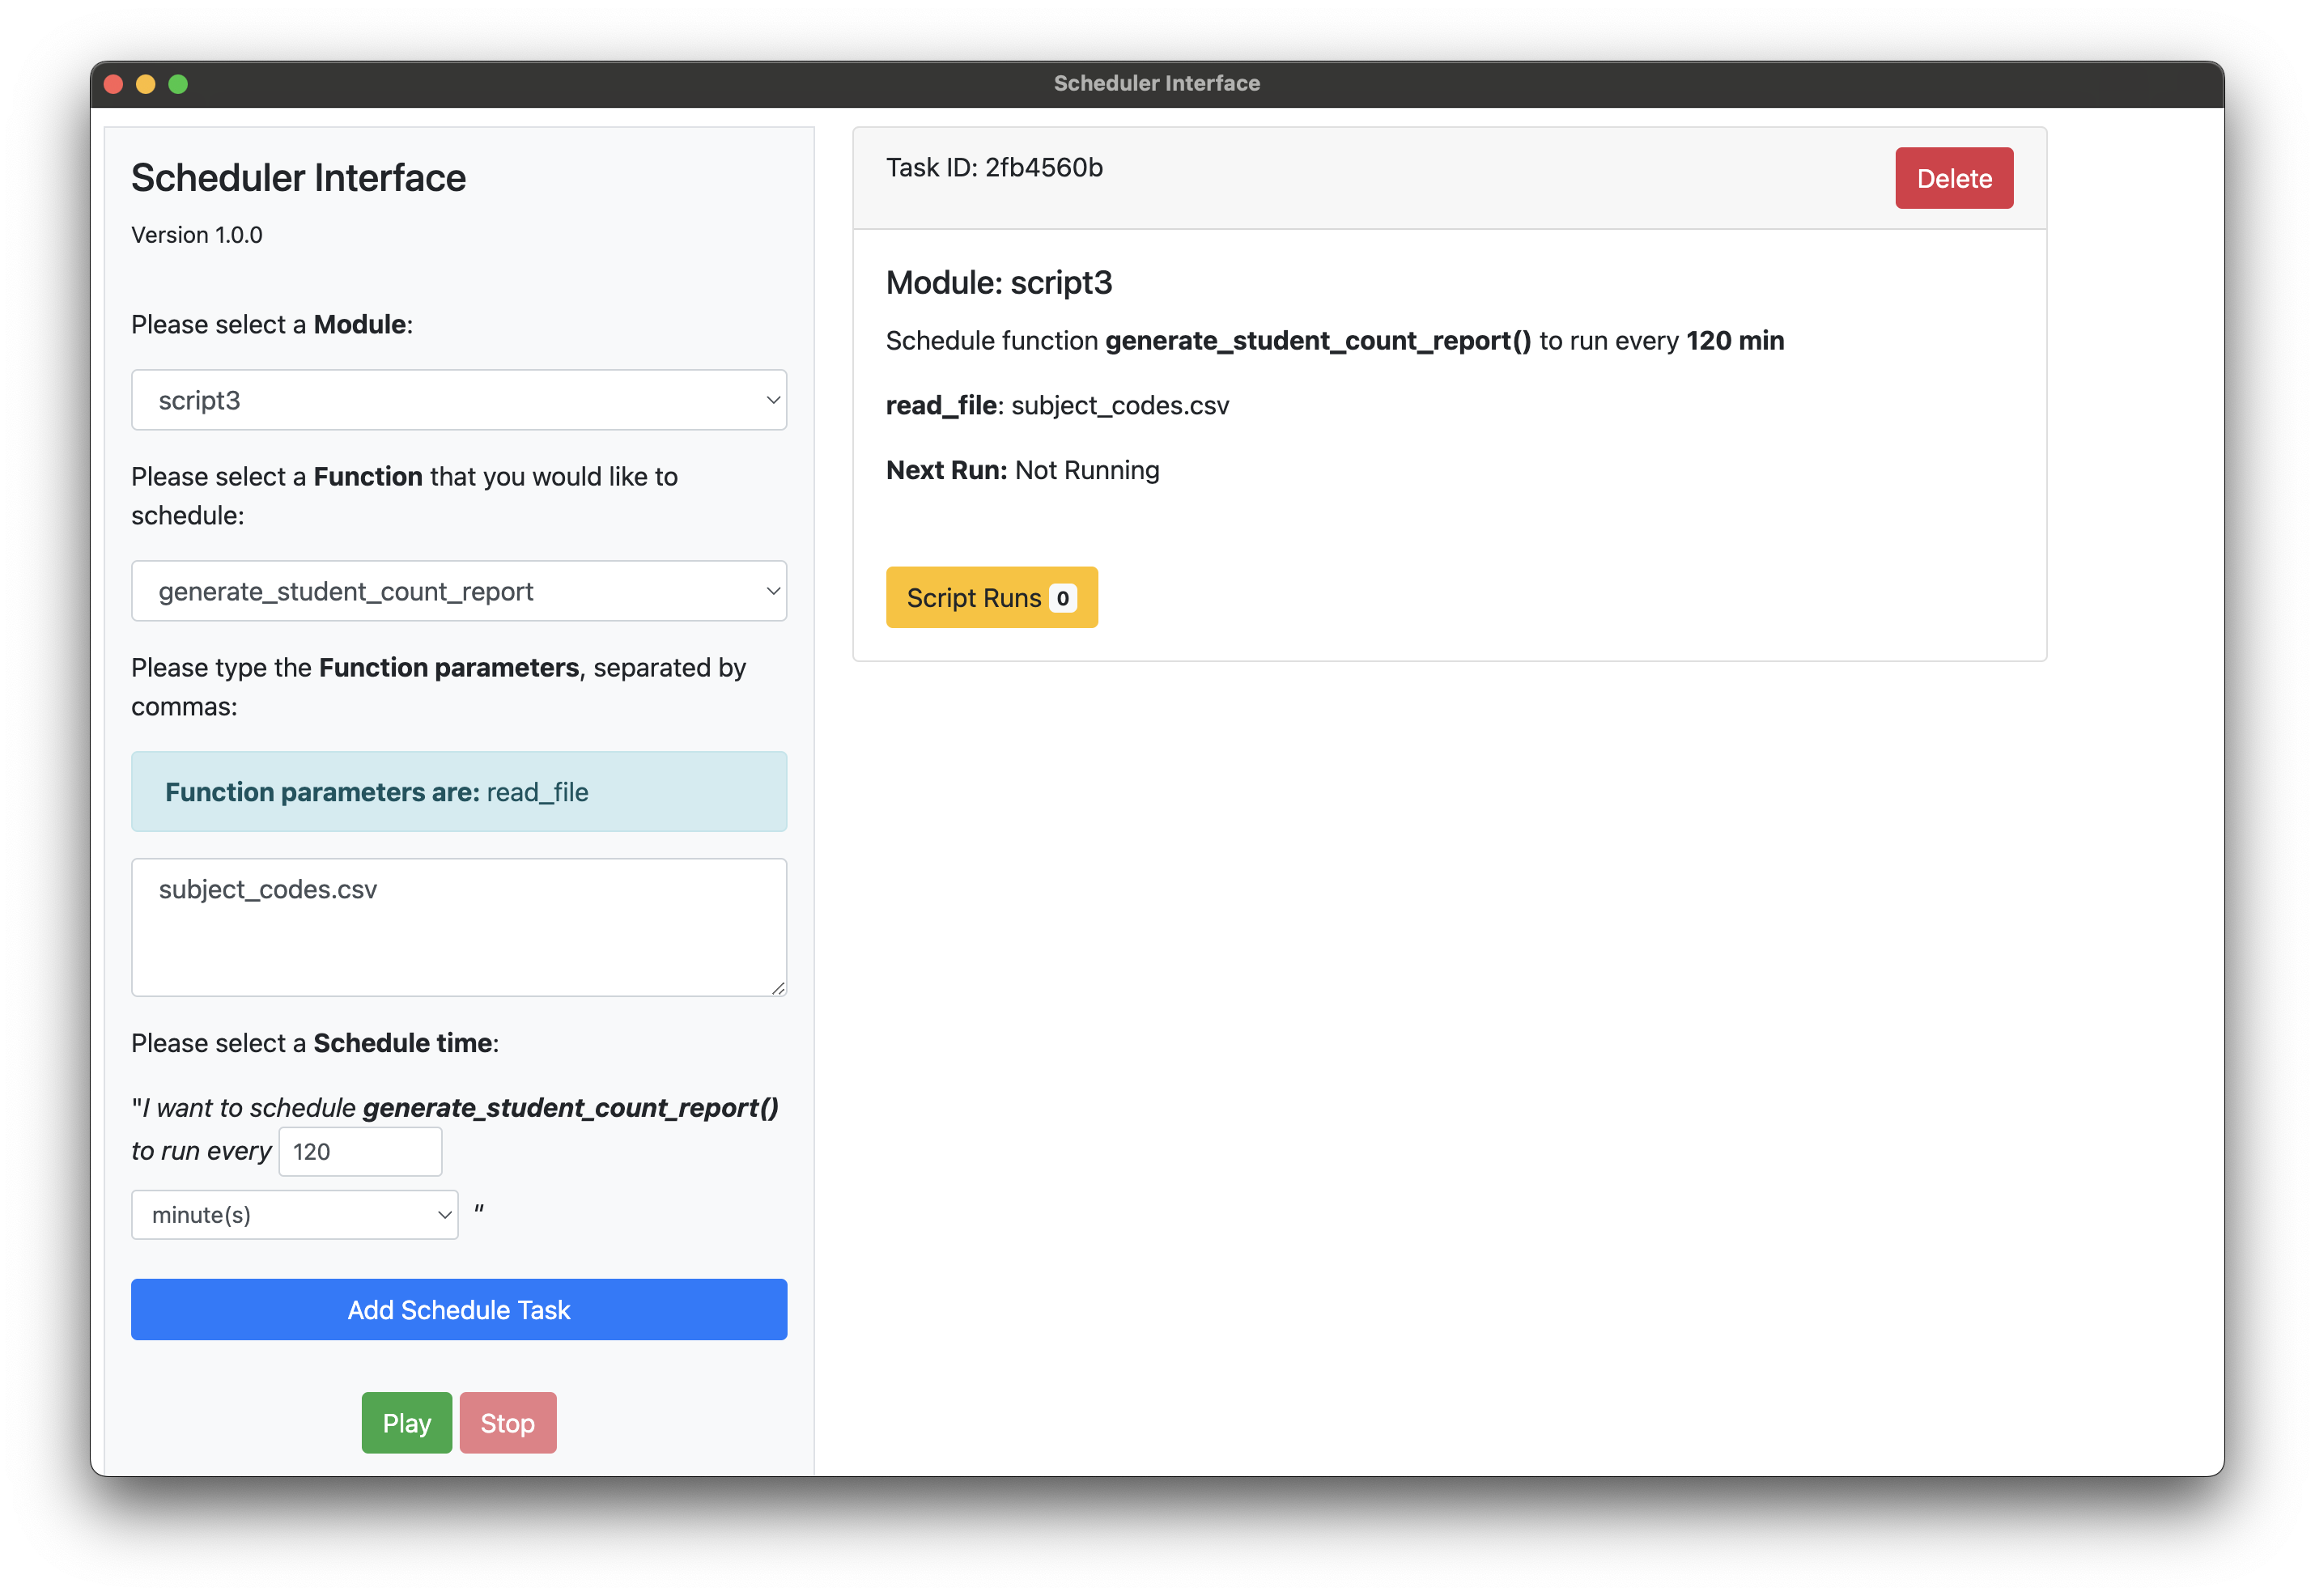 Scheduler Interface
Scheduler Interface
Version 1.0.0
Please select a Module:
script3
Please select a Function that you would like to
schedule:
generate_student_count_report
Please type the Function parameters, separated by
commas:
Function parameters are: read_file
subject_codes.csv
Please select a Schedule time:
"I want to schedule generate_student_count_report()
to run every 120
minute(s) "
Add Schedule Task
Play Stop
Task ID: 2fb4560b
Delete
Module: script3
Schedule function generate_student_count_report() to run every 120 min
read_file: subject_codes.csv
Next Run: Not Running
Script Runs 0